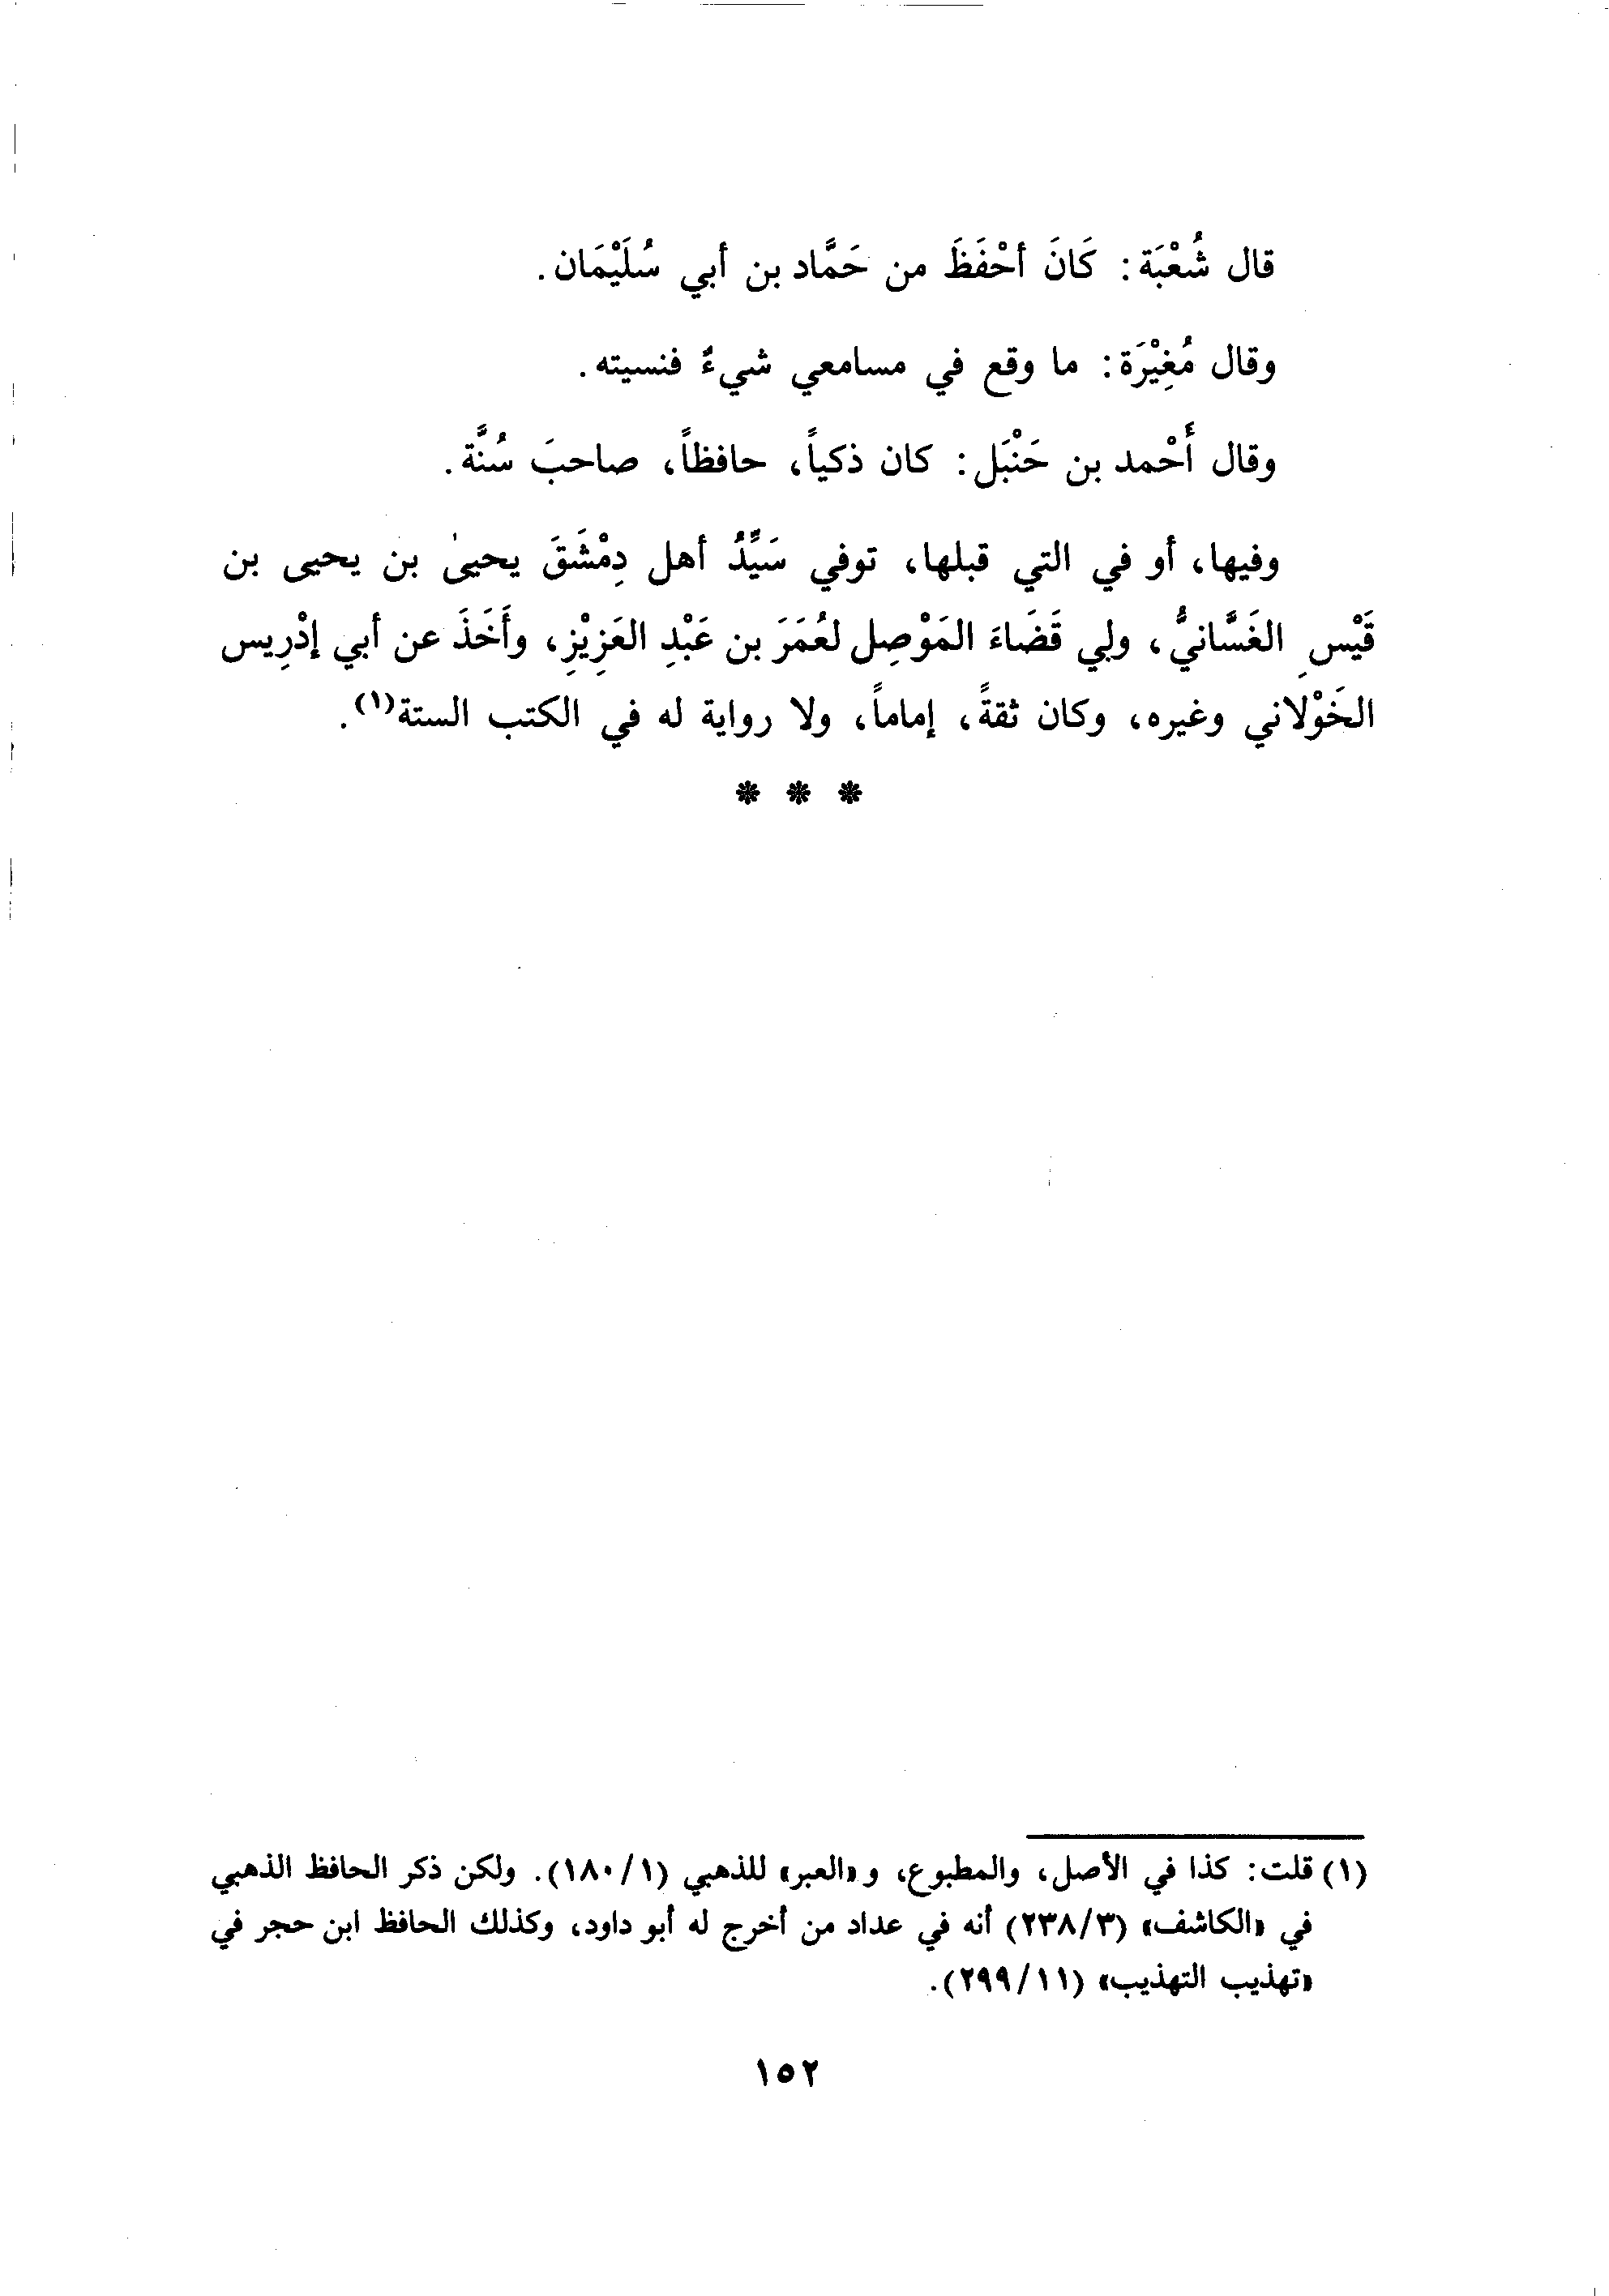 قال شُعْبَة: كَانَ أحْفَظَ من حَمَّاد بن أبي سُلَيْمَان.
وقال مُغِيْرَة: ما وقع في مسامعي شيءٌ فنسيته.
وقال أَحْمد بن حَنْبَل: كان ذكياً، حافظاً، صاحبَ سُنَّة.
وفيها، أو في التي قبلها، توفي سَيِّدُ أهل دِمْشَقَ يحيىٰ بن يحيى بن
قَيْسِ الغَسَّانيُّ، ولي قَضَاءَ المَوْصِل لعُمَرَ بن عَبْدِ العَزِيْزِ، وأَخَذَ عن أبي إدْرِيس
الخَوْلاني وغيره، وكان ثقةً، إماماً، ولا رواية له في الكتب الستة(١).
* * *
(١) قلت: كذا في الأصل، والمطبوع، و «العبر» للذهبي (١/١٨٠). ولكن ذكر الحافظ الذهبي
في «الكاشف» (٣/٢٣٨) أنه في عداد من أخرج له أبو داود، وكذلك الحافظ ابن حجر في
«تهذيب التهذيب» (١١/٢٩٩).
١٥٢